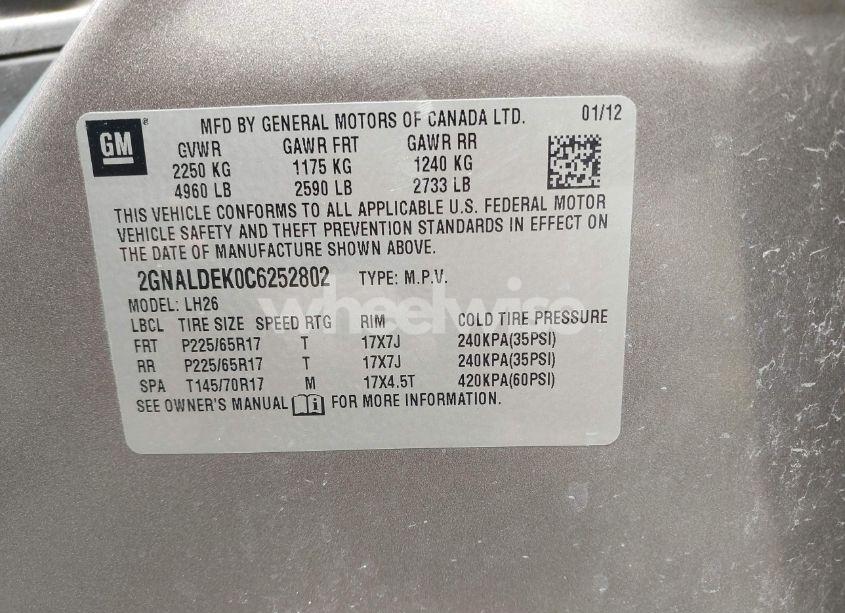 GM ® MFD BY GENERAL MOTORS OF CANADA LTD. 01/12
GVWR GAWR FRT GAWR RR
2250 KG 1175 KG 1240 KG
4960 LB 2590 LB 2733 LB
THIS VEHICLE CONFORMS TO ALL APPLICABLE U.S. FEDERAL MOTOR
VEHICLE SAFETY AND THEFT PREVENTION STANDARDS IN EFFECT ON
THE DATE OF MANUFACTURE SHOWN ABOVE.
2GNALDEK0C6252802 TYPE: M.P.V.
MODEL: LH26
wheelwise
LBCL TIRE SIZE SPEED RTG RIM COLD TIRE PRESSURE
FRT P225/65R17 T 17X7J 240KPA(35PSI)
RR P225/65R17 T 17X7J 240KPA(35PSI)
SPA T145/70R17 M 17X4.5T 420KPA(60PSI)
SEE OWNER'S MANUAL FOR MORE INFORMATION.